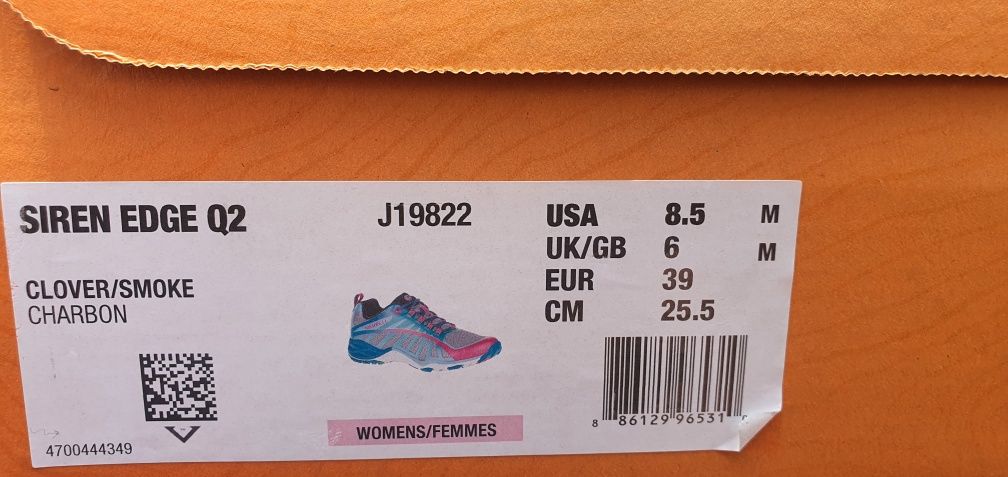 SIREN EDGE Q2
J19822
CLOVER/SMOKE
CHARBON
4700444349
WOMENS/FEMMES
USA 8.5 M
UK/GB 6 M
EUR 39
CM 25.5
8 86129 96531